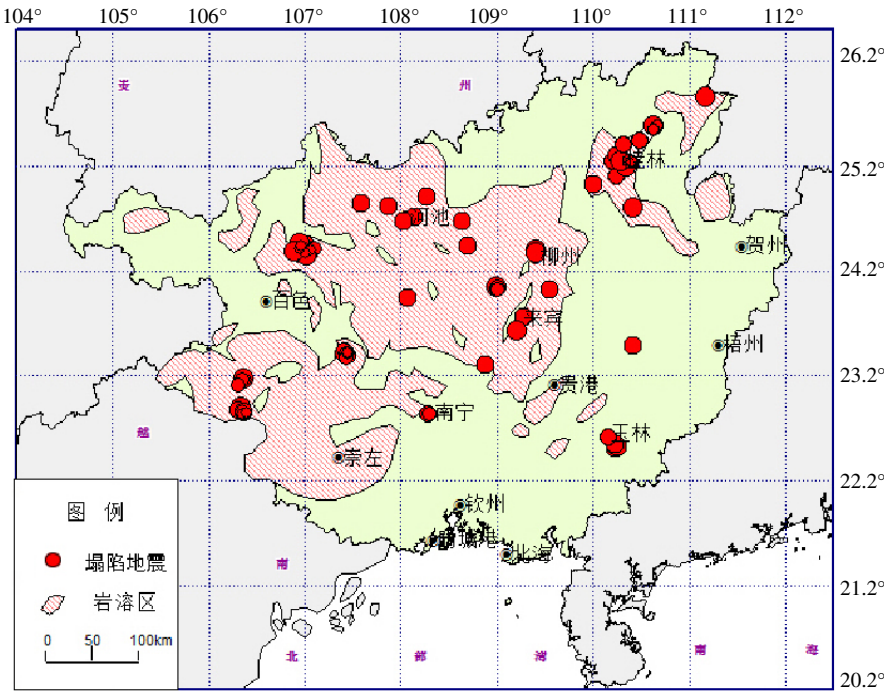 104° 105° 106° 107° 108° 109° 110° 111° 112°
26.2°
州
桂林
25.2°
河池
贺州
柳州
24.2°
百色
来宾
梧州
23.2°
贵港
南宁
玉林
越
崇左
22.2°
钦州
图 例
防城港
北海
塌陷地震
南
岩溶区
21.2°
0 50 100km
北 部 湾 南 海
20.2°